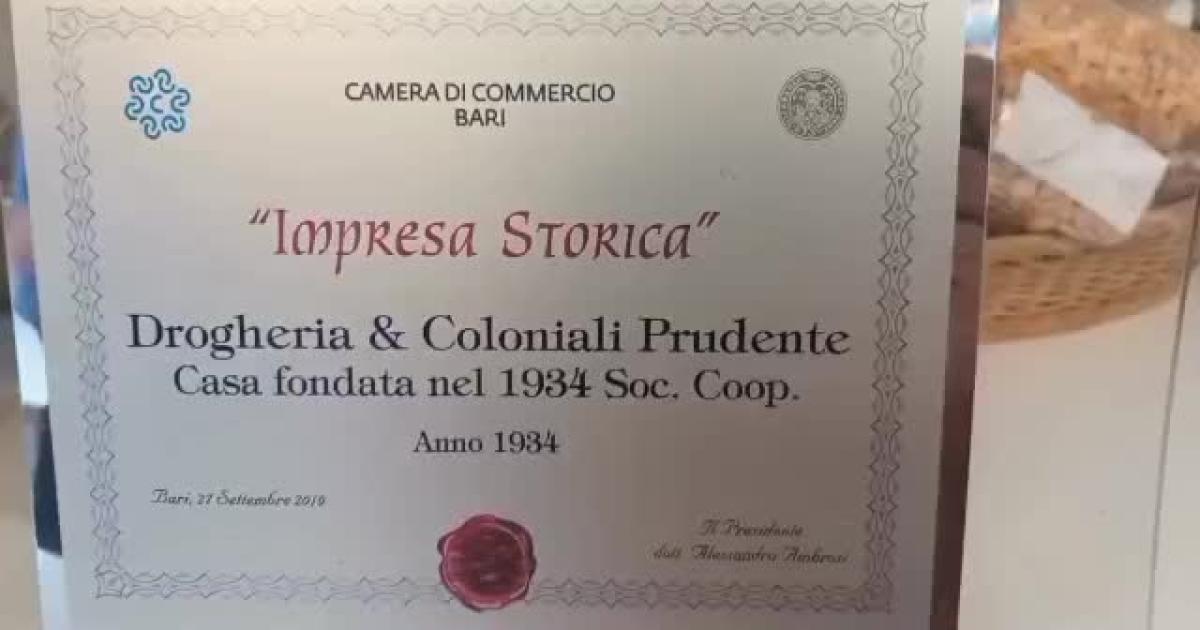 CAMERA DI COMMERCIO
BARI
"Impresa Storica"
Drogheria & Coloniali Prudente
Casa fondata nel 1934 Soc. Coop.
Anno 1934
Bari, 27 Settembre 2019
Il Presidente
dott. Alessandro Ambrosi